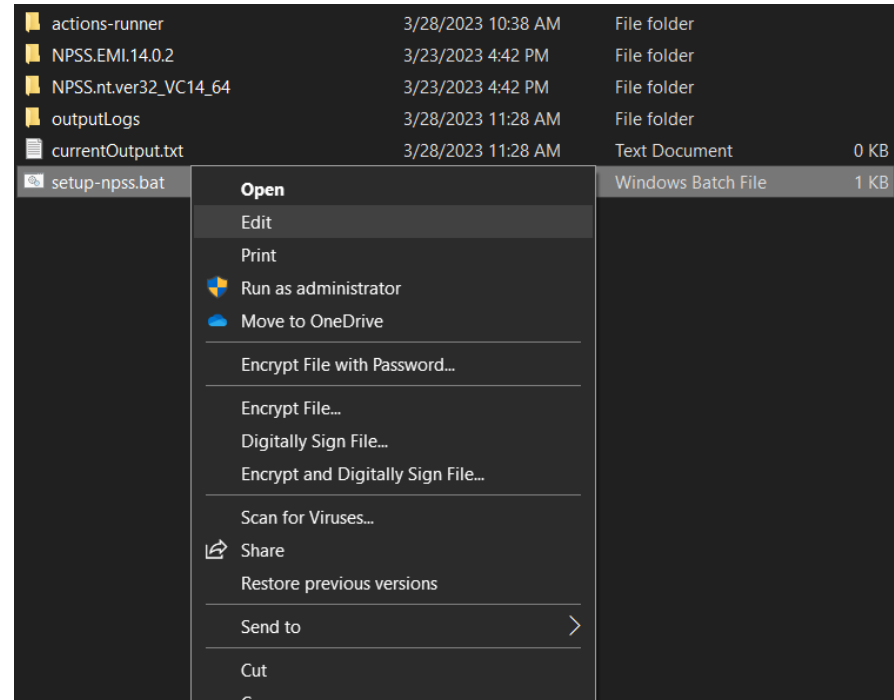 actions-runner 3/28/2023 10:38 AM File folder
NPSS.EMI.14.0.2 3/23/2023 4:42 PM File folder
NPSS.nt.ver32_VC14_64 3/23/2023 4:42 PM File folder
outputLogs 3/28/2023 11:28 AM File folder
currentOutput.txt 3/28/2023 11:28 AM Text Document 0 KB
setup-npss.bat Windows Batch File 1 KB
Open
Edit
Print
Run as administrator
Move to OneDrive
Encrypt File with Password...
Encrypt File...
Digitally Sign File...
Encrypt and Digitally Sign File...
Scan for Viruses...
Share
Restore previous versions
Send to
Cut